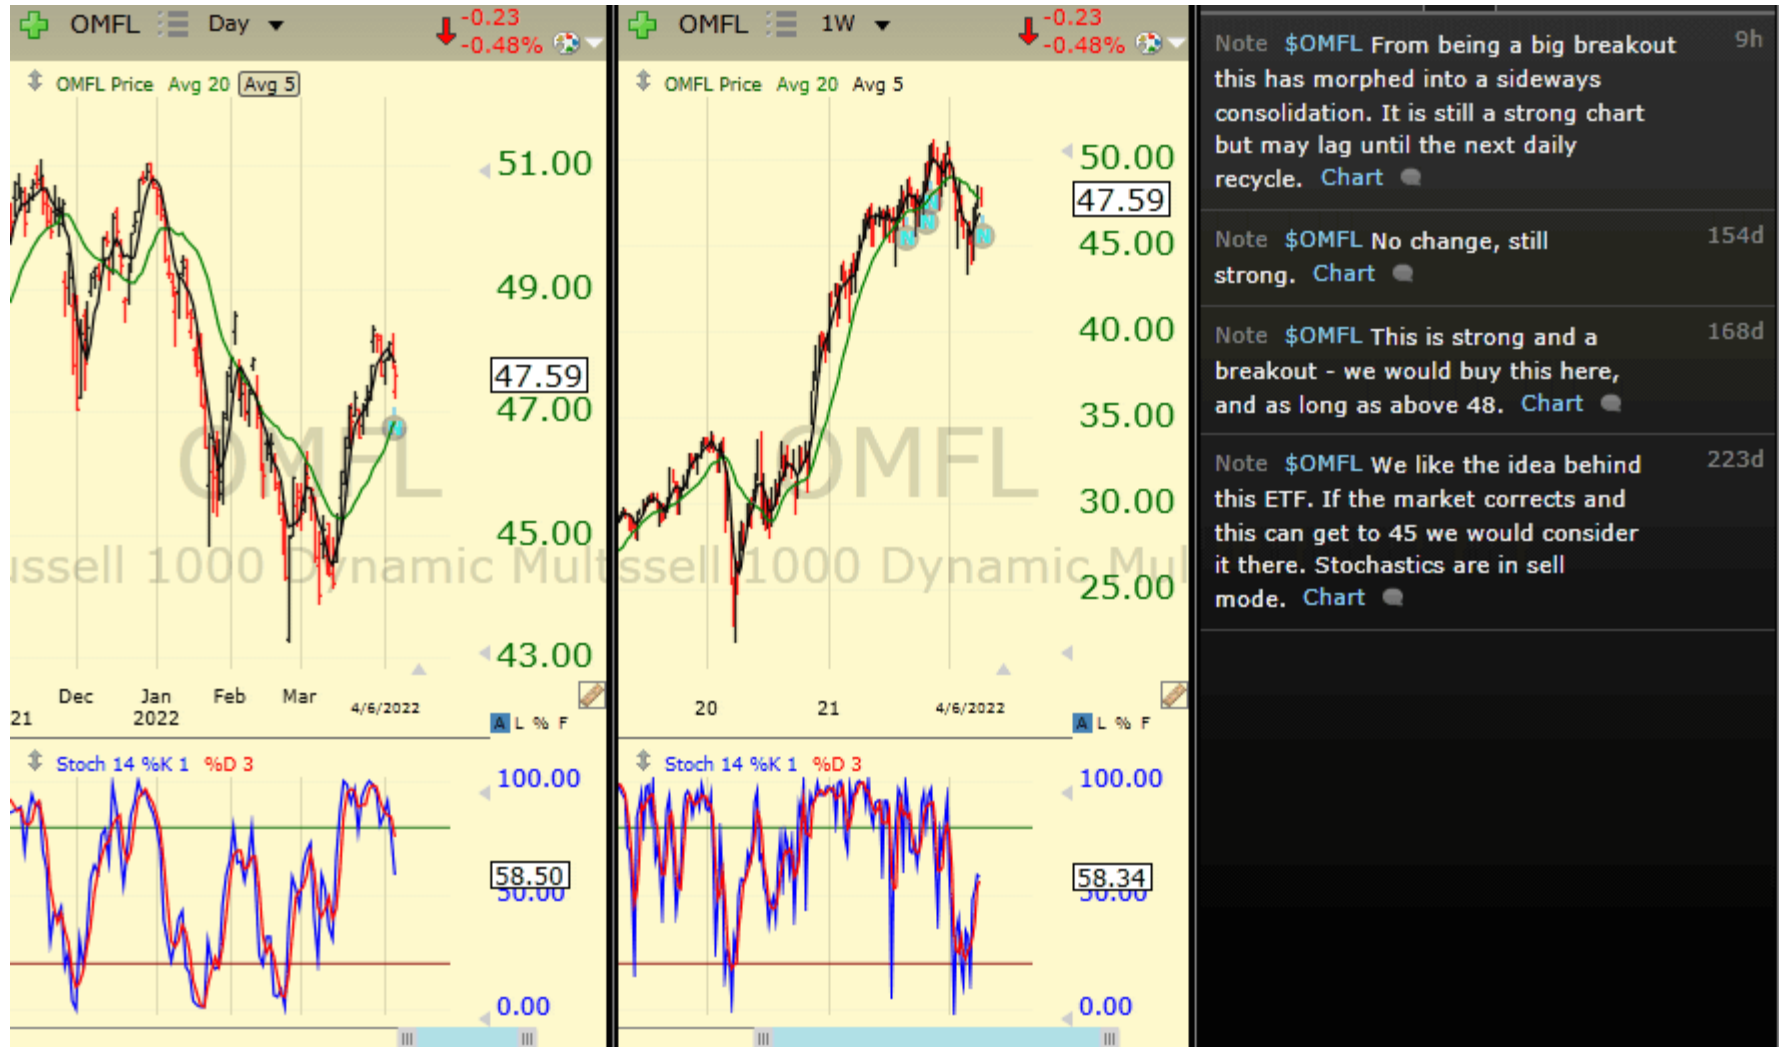 OMFL Day -0.23
-0.48%
OMFL Price Avg 20 Avg 5
51.00
49.00
47.59
47.00
45.00
43.00
OMFL
ussell 1000 Dynamic Mult
Dec Jan Feb Mar 4/6/2022
21 2022
A L % F
Stoch 14 %K 1 %D 3
100.00
58.50
50.00
0.00
OMFL 1W -0.23
-0.48%
OMFL Price Avg 20 Avg 5
50.00
47.59
45.00
40.00
35.00
30.00
25.00
OMFL
ssell 1000 Dynamic Mul
N
N
N
N
20 21 4/6/2022
A L % F
Stoch 14 %K 1 %D 3
100.00
58.34
50.00
0.00
Note $OMFL From being a big breakout 9h
this has morphed into a sideways
consolidation. It is still a strong chart
but may lag until the next daily
recycle. Chart
Note $OMFL No change, still 154d
strong. Chart
Note $OMFL This is strong and a 168d
breakout - we would buy this here,
and as long as above 48. Chart
Note $OMFL We like the idea behind 223d
this ETF. If the market corrects and
this can get to 45 we would consider
it there. Stochastics are in sell
mode. Chart